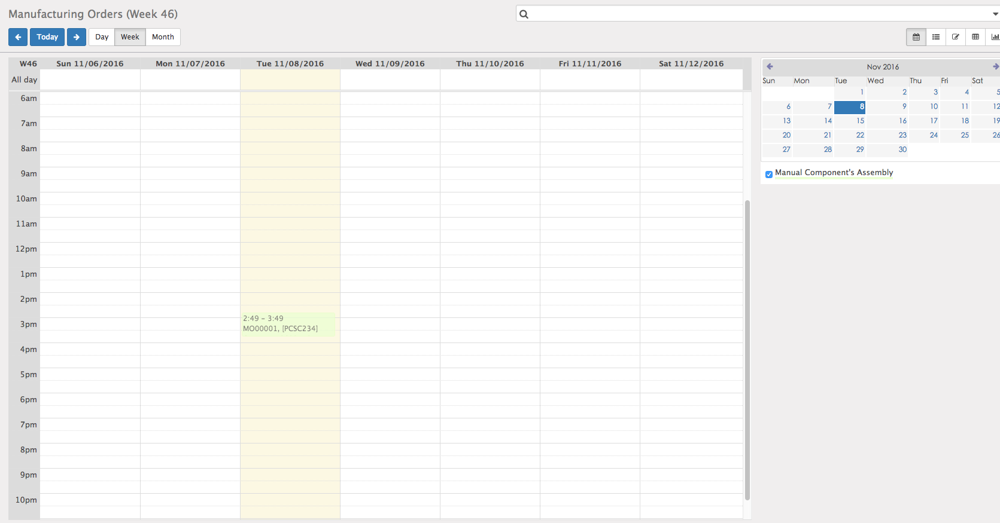 Manufacturing Orders (Week 46)
Today Day Week Month
W46 Sun 11/06/2016 Mon 11/07/2016 Tue 11/08/2016 Wed 11/09/2016 Thu 11/10/2016 Fri 11/11/2016 Sat 11/12/2016
All day
6am
7am
8am
9am
10am
11am
12pm
1pm
2pm
2:49 - 3:49
3pm
MO00001, [PCSC234]
4pm
5pm
6pm
7pm
8pm
9pm
10pm
Nov 2016
Sun Mon Tue Wed Thu Fri Sat
1 2 3 4 5
6 7 8 9 10 11 12
13 14 15 16 17 18 19
20 21 22 23 24 25 26
27 28 29 30
Manual Component's Assembly